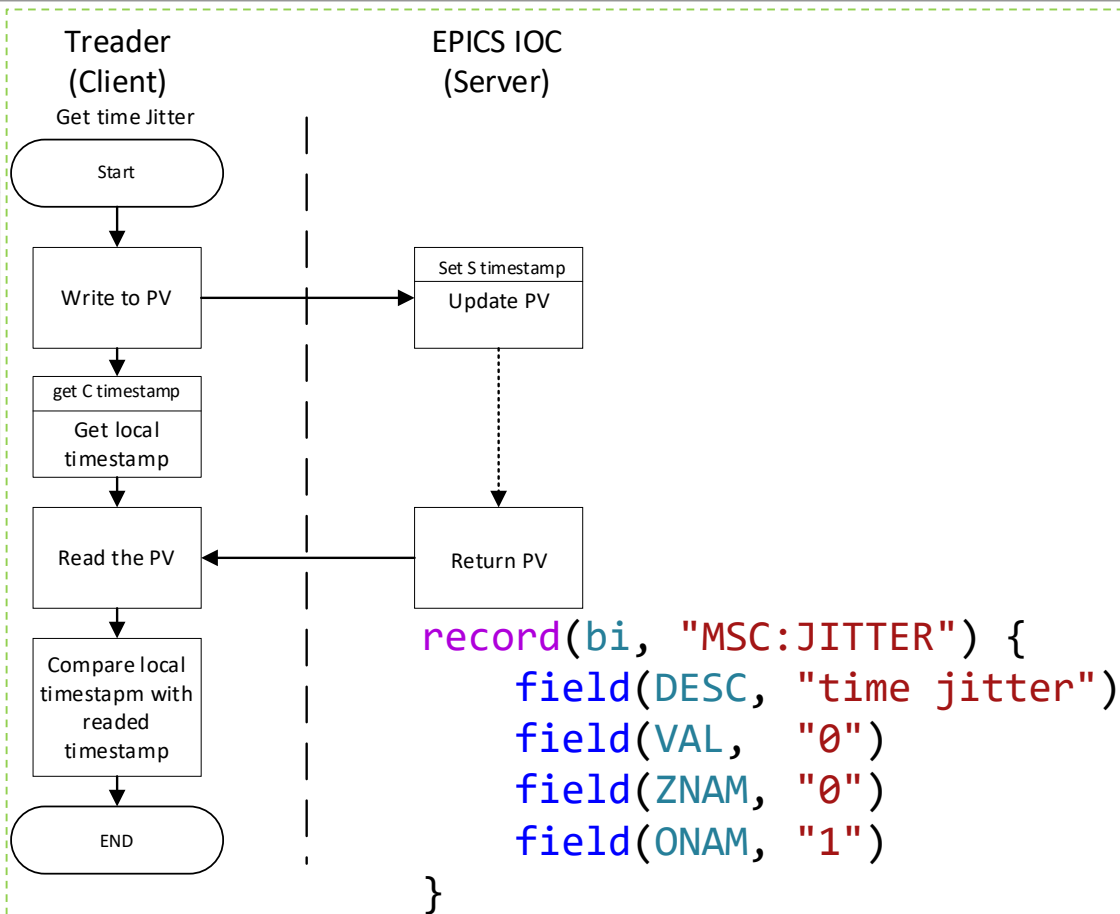 Treader
(Client)
Get time Jitter
EPICS IOC
(Server)
Start
Write to PV
Set S timestamp
Update PV
get C timestamp
Get local
timestamp
Read the PV
Return PV
Compare local
timestapm with
readed
timestamp
END
record(bi, "MSC:JITTER") {
    field(DESC, "time jitter")
    field(VAL,  "0")
    field(ZNAM, "0")
    field(ONAM, "1")
}